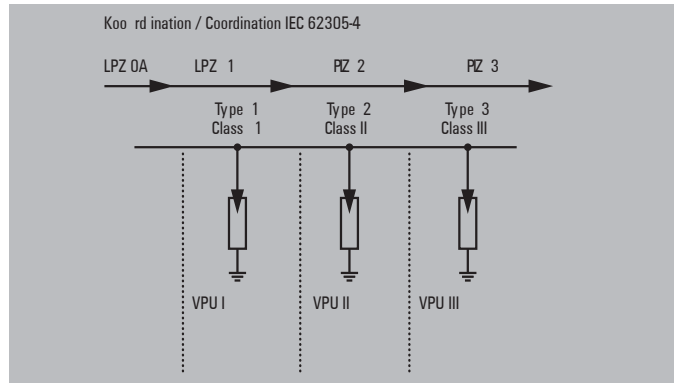 Koo rd ination / Coordination IEC 62305-4
LPZ 0A LPZ 1 PIZ 2 PIZ 3
Type 1 Type 2 Type 3
Class 1 Class II Class III
VPU I VPU II VPU III